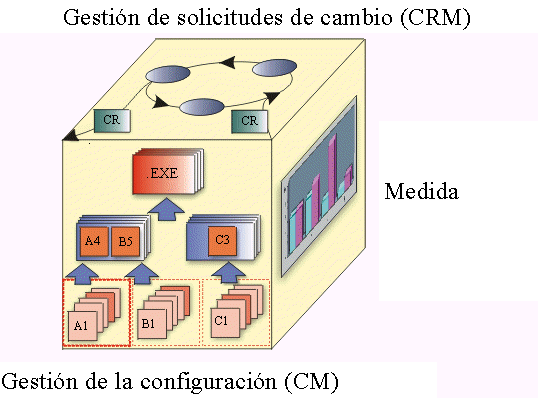 Gestión de solicitudes de cambio (CRM)
CR
CR
.EXE
Medida
A4
B5
C3
A1
B1
C1
Gestión de la configuración (CM)